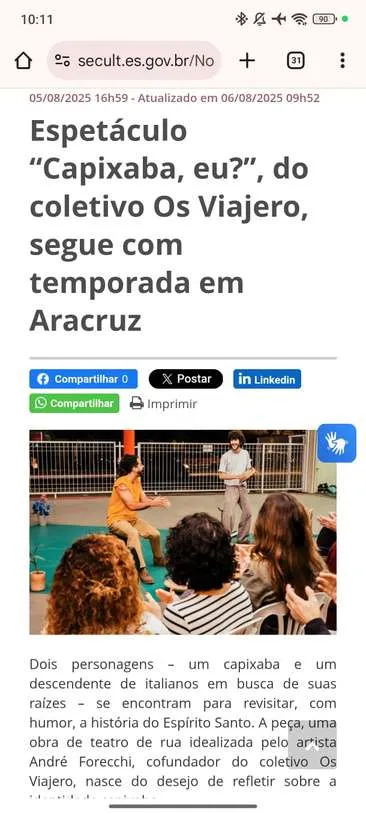 10:11
90
secult.es.gov.br/No
31
05/08/2025 16h59 - Atualizado em 06/08/2025 09h52
Espetáculo
“Capixaba, eu?”, do
coletivo Os Viajero,
segue com
temporada em
Aracruz
Compartilhar 0
Postar
Linkedin
Compartilhar
Imprimir
Dois personagens – um capixaba e um
descendente de italianos em busca de suas
raízes – se encontram para revisitar, com
humor, a história do Espírito Santo. A peça, uma
obra de teatro de rua idealizada pelo artista
André Forecchi, cofundador do coletivo Os
Viajero, nasce do desejo de refletir sobre a